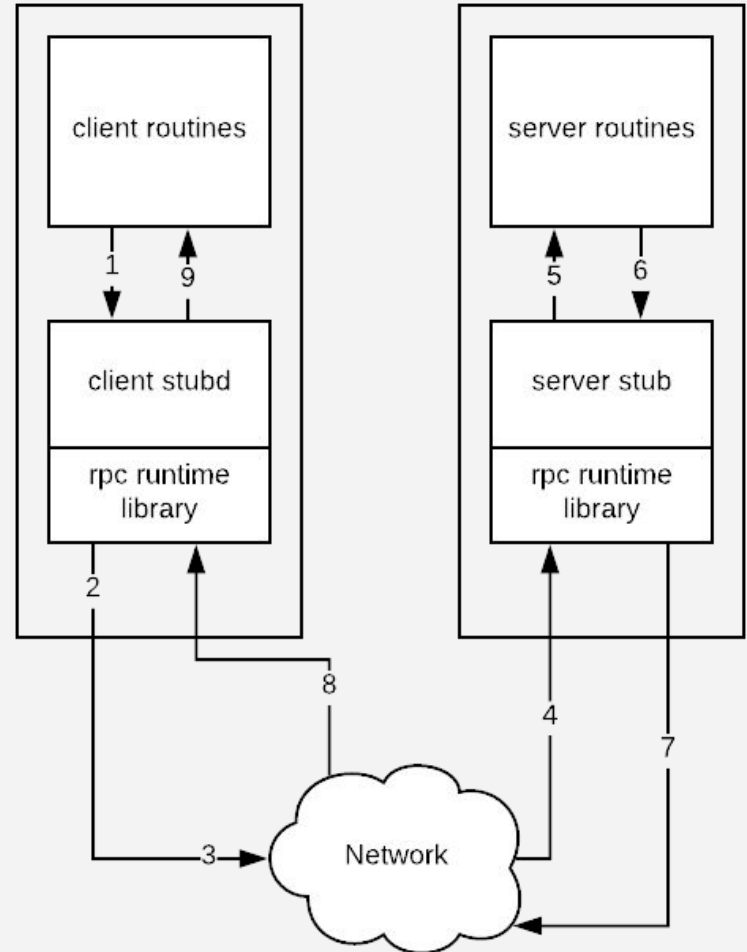 client routines
server routines
1
9
5
6
client stubd
server stub
rpc runtime
library
rpc runtime
library
2
8
4
7
3
Network